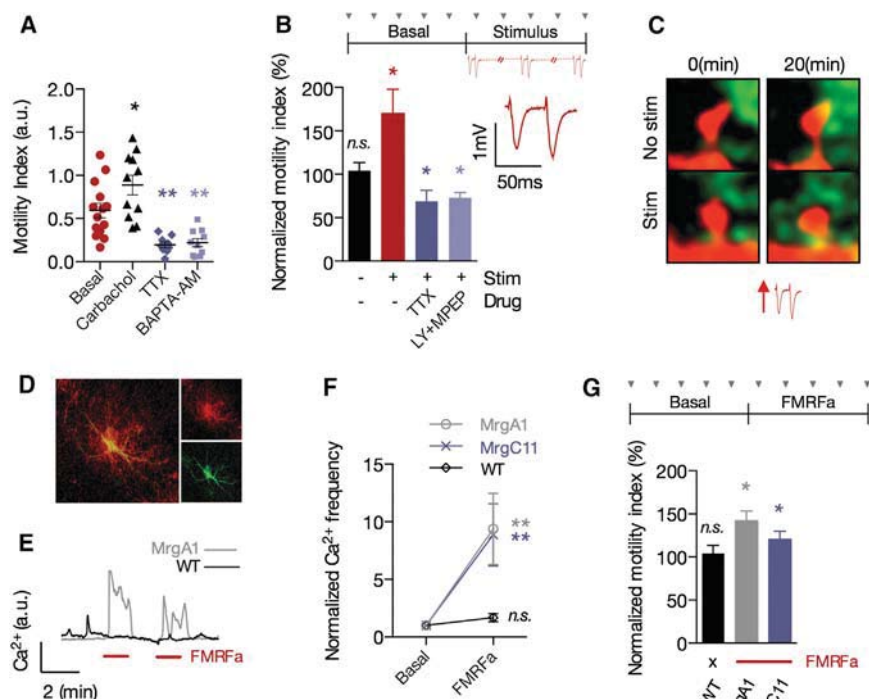 A
Motility Index (a.u.)
2.0
1.5
1.0
0.5
0.0
*
**
**
Basal
Carbachol
TTX
BAPTA-AM
B
Basal
Stimulus
Normalized motility index (%)
200
150
100
50
0
n.s.
*
*
*
1mV
50ms
- + + + Stim
- - TTX LY+MPEP Drug
C
0(min)
20(min)
No stim
Stim
D
E
MrgA1
WT
Ca²⁺ (a.u.)
FMRFa
2 (min)
F
MrgA1
MrgC11
WT
Normalized Ca²⁺ frequency
15
10
5
0
**
**
n.s.
Basal
FMRFa
G
Basal
FMRFa
Normalized motility index (%)
200
150
100
50
0
n.s.
*
*
x
FMRFa
WT